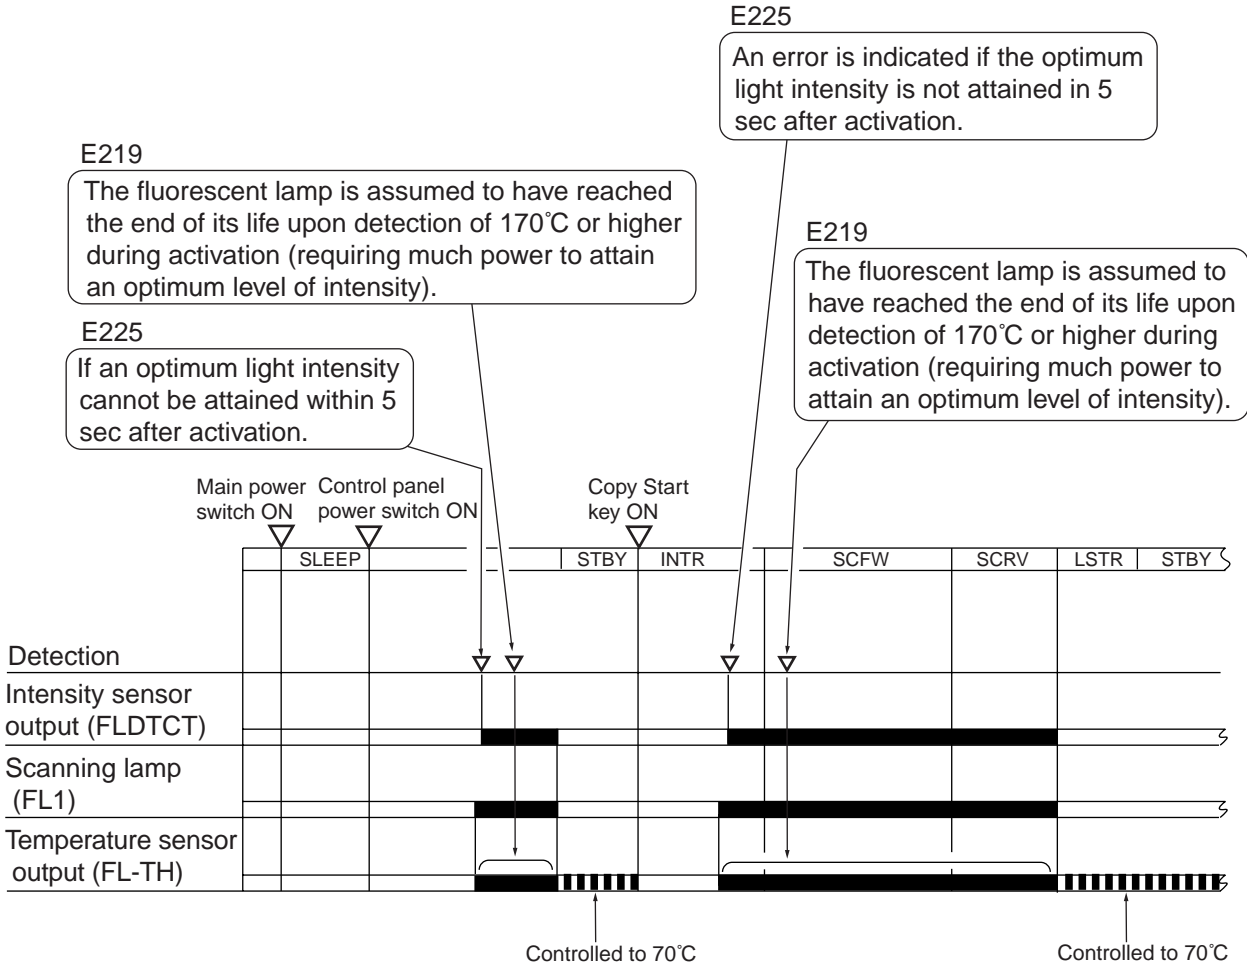 E225
An error is indicated if the optimum
light intensity is not attained in 5
sec after activation.
E219
The fluorescent lamp is assumed to have reached
the end of its life upon detection of 170℃ or higher
during activation (requiring much power to attain
an optimum level of intensity).
E219
The fluorescent lamp is assumed to
have reached the end of its life upon
detection of 170℃ or higher during
activation (requiring much power to
attain an optimum level of intensity).
E225
If an optimum light intensity
cannot be attained within 5
sec after activation.
Main power
switch ON
Control panel
power switch ON
Copy Start
key ON
SLEEP STBY INTR SCFW SCRV LSTR STBY
Detection
Intensity sensor
output (FLDTCT)
Scanning lamp
(FL1)
Temperature sensor
output (FL-TH)
Controlled to 70℃
Controlled to 70℃